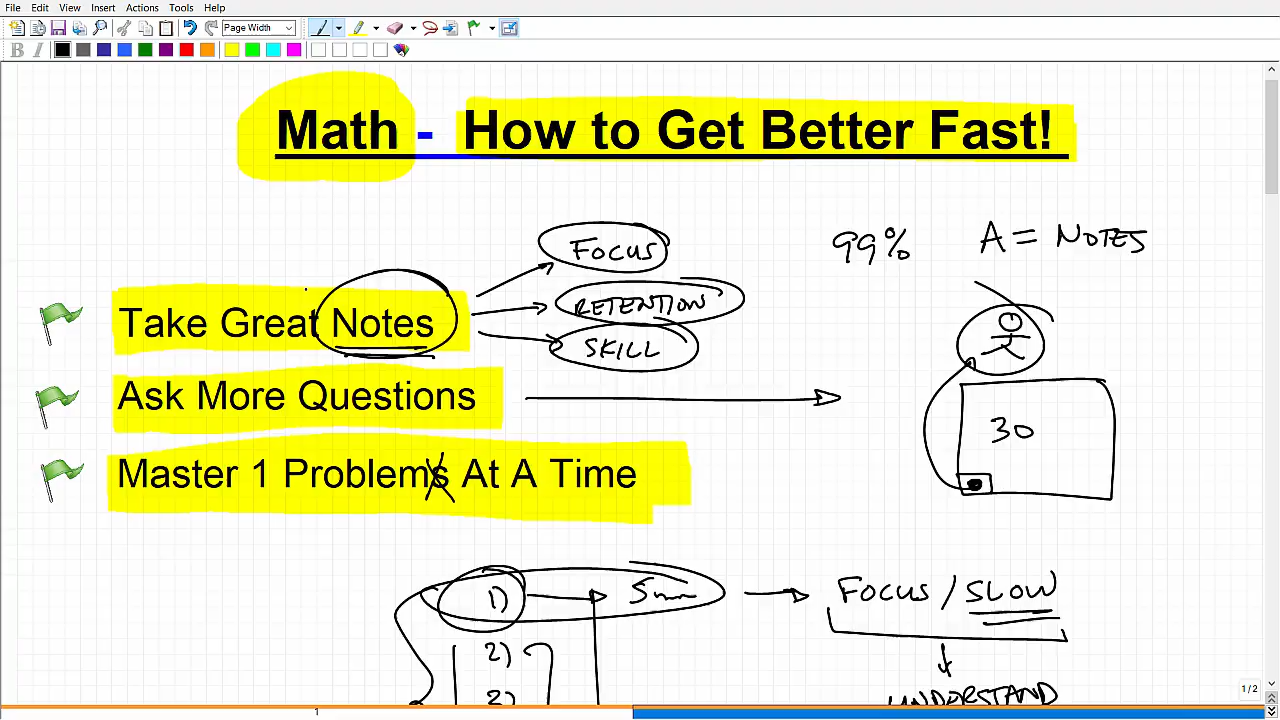 File Edit View Insert Actions Tools Help
Page Width
B I
Math - How to Get Better Fast!
FOCUS
99% A = NOTES
Take Great Notes
RETENTION
SKILL
Ask More Questions
30
Master 1 Problems At A Time
1) 5min FOCUS / SLOW
2)
UNDERSTAND
1/2
1